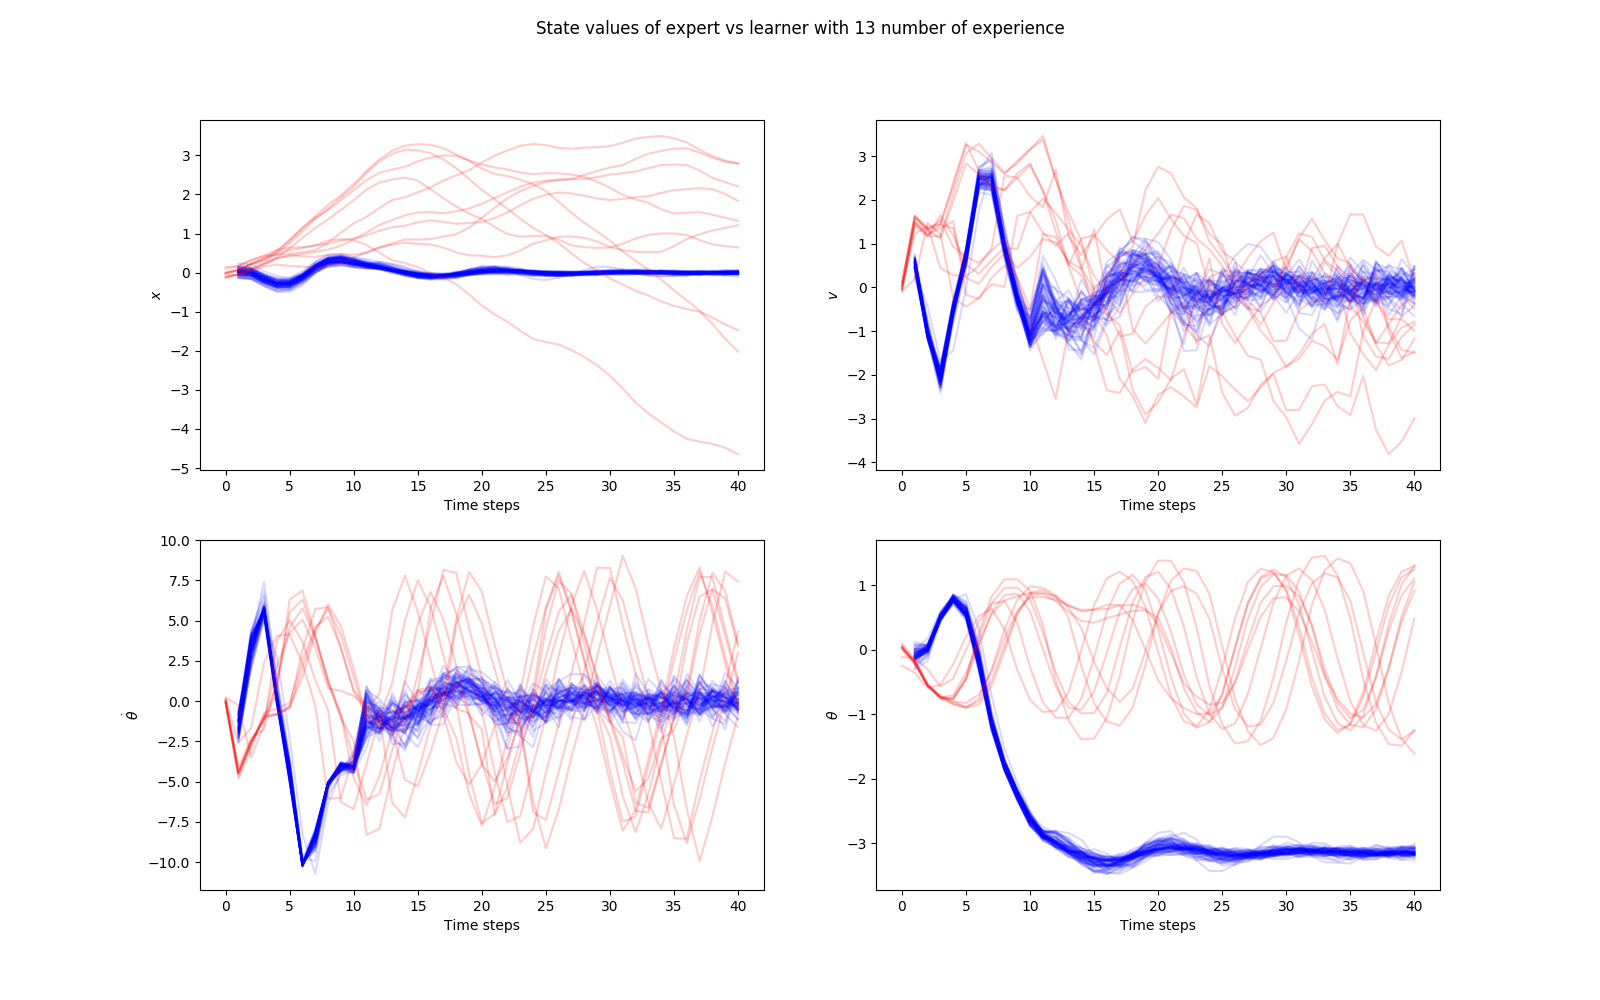 State values of expert vs learner with 13 number of experience
3
2
1
0
−1
−2
−3
−4
−5
x
0 5 10 15 20 25 30 35 40
Time steps
3
2
1
0
−1
−2
−3
−4
v
0 5 10 15 20 25 30 35 40
Time steps
10.0
7.5
5.0
2.5
0.0
−2.5
−5.0
−7.5
−10.0
θ̇
0 5 10 15 20 25 30 35 40
Time steps
1
0
−1
−2
−3
θ
0 5 10 15 20 25 30 35 40
Time steps